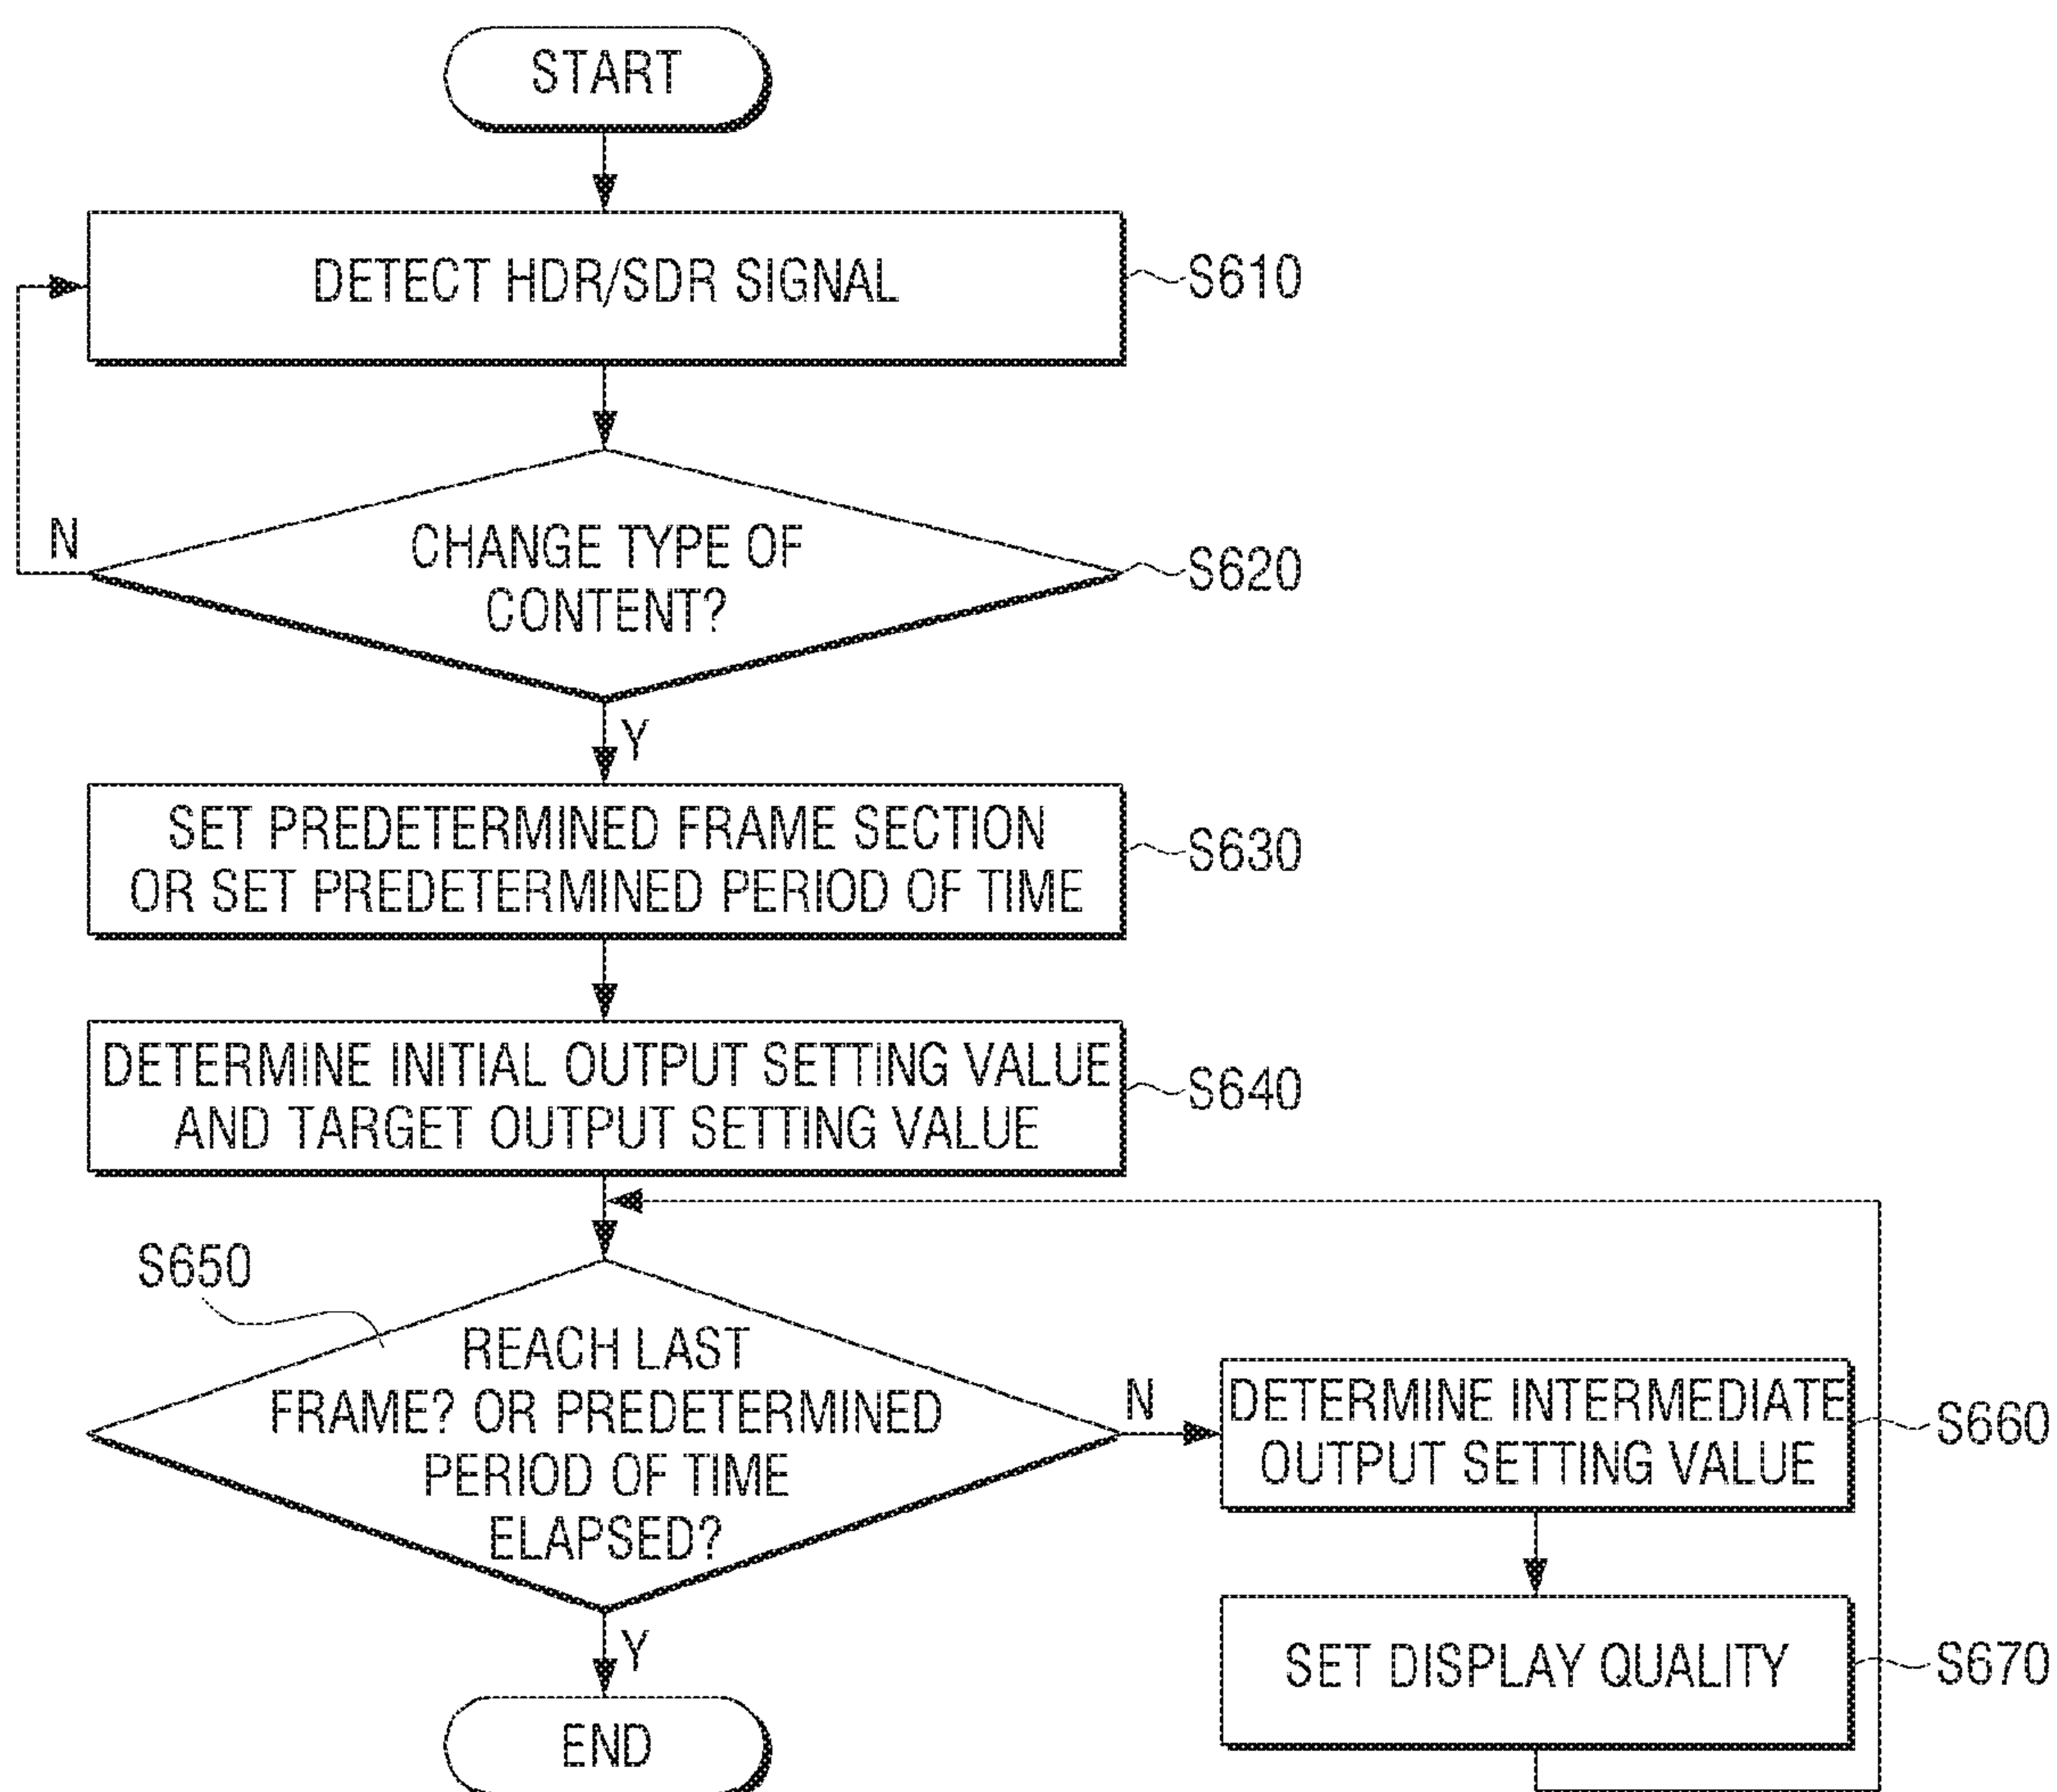 START
DETECT HDR/SDR SIGNAL
S610
N
CHANGE TYPE OF
CONTENT?
S620
Y
SET PREDETERMINED FRAME SECTION
OR SET PREDETERMINED PERIOD OF TIME
S630
DETERMINE INITIAL OUTPUT SETTING VALUE
AND TARGET OUTPUT SETTING VALUE
S640
S650
REACH LAST
FRAME? OR PREDETERMINED
PERIOD OF TIME
ELAPSED?
N
DETERMINE INTERMEDIATE
OUTPUT SETTING VALUE
S660
Y
SET DISPLAY QUALITY
S670
END